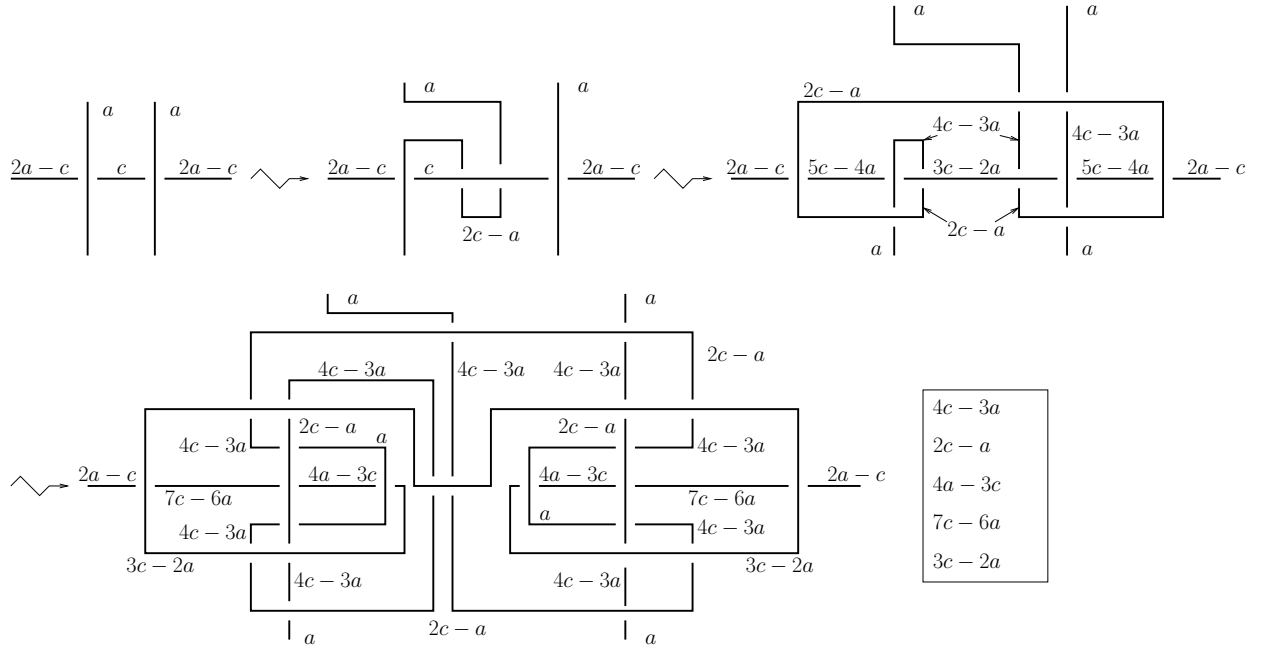 a a
2a − c c 2a − c
a a
2a − c c 2a − c
2c − a
a a
2c − a
4c − 3a 4c − 3a
2a − c 5c − 4a 3c − 2a 5c − 4a 2a − c
2c − a
a a
a a
2c − a
4c − 3a 4c − 3a 4c − 3a
2c − a 2c − a
4c − 3a a 4c − 3a
2a − c 4a − 3c 4a − 3c 2a − c
7c − 6a 7c − 6a
a
4c − 3a 4c − 3a
3c − 2a 3c − 2a
4c − 3a 4c − 3a
2c − a
a a
4c − 3a
2c − a
4a − 3c
7c − 6a
3c − 2a